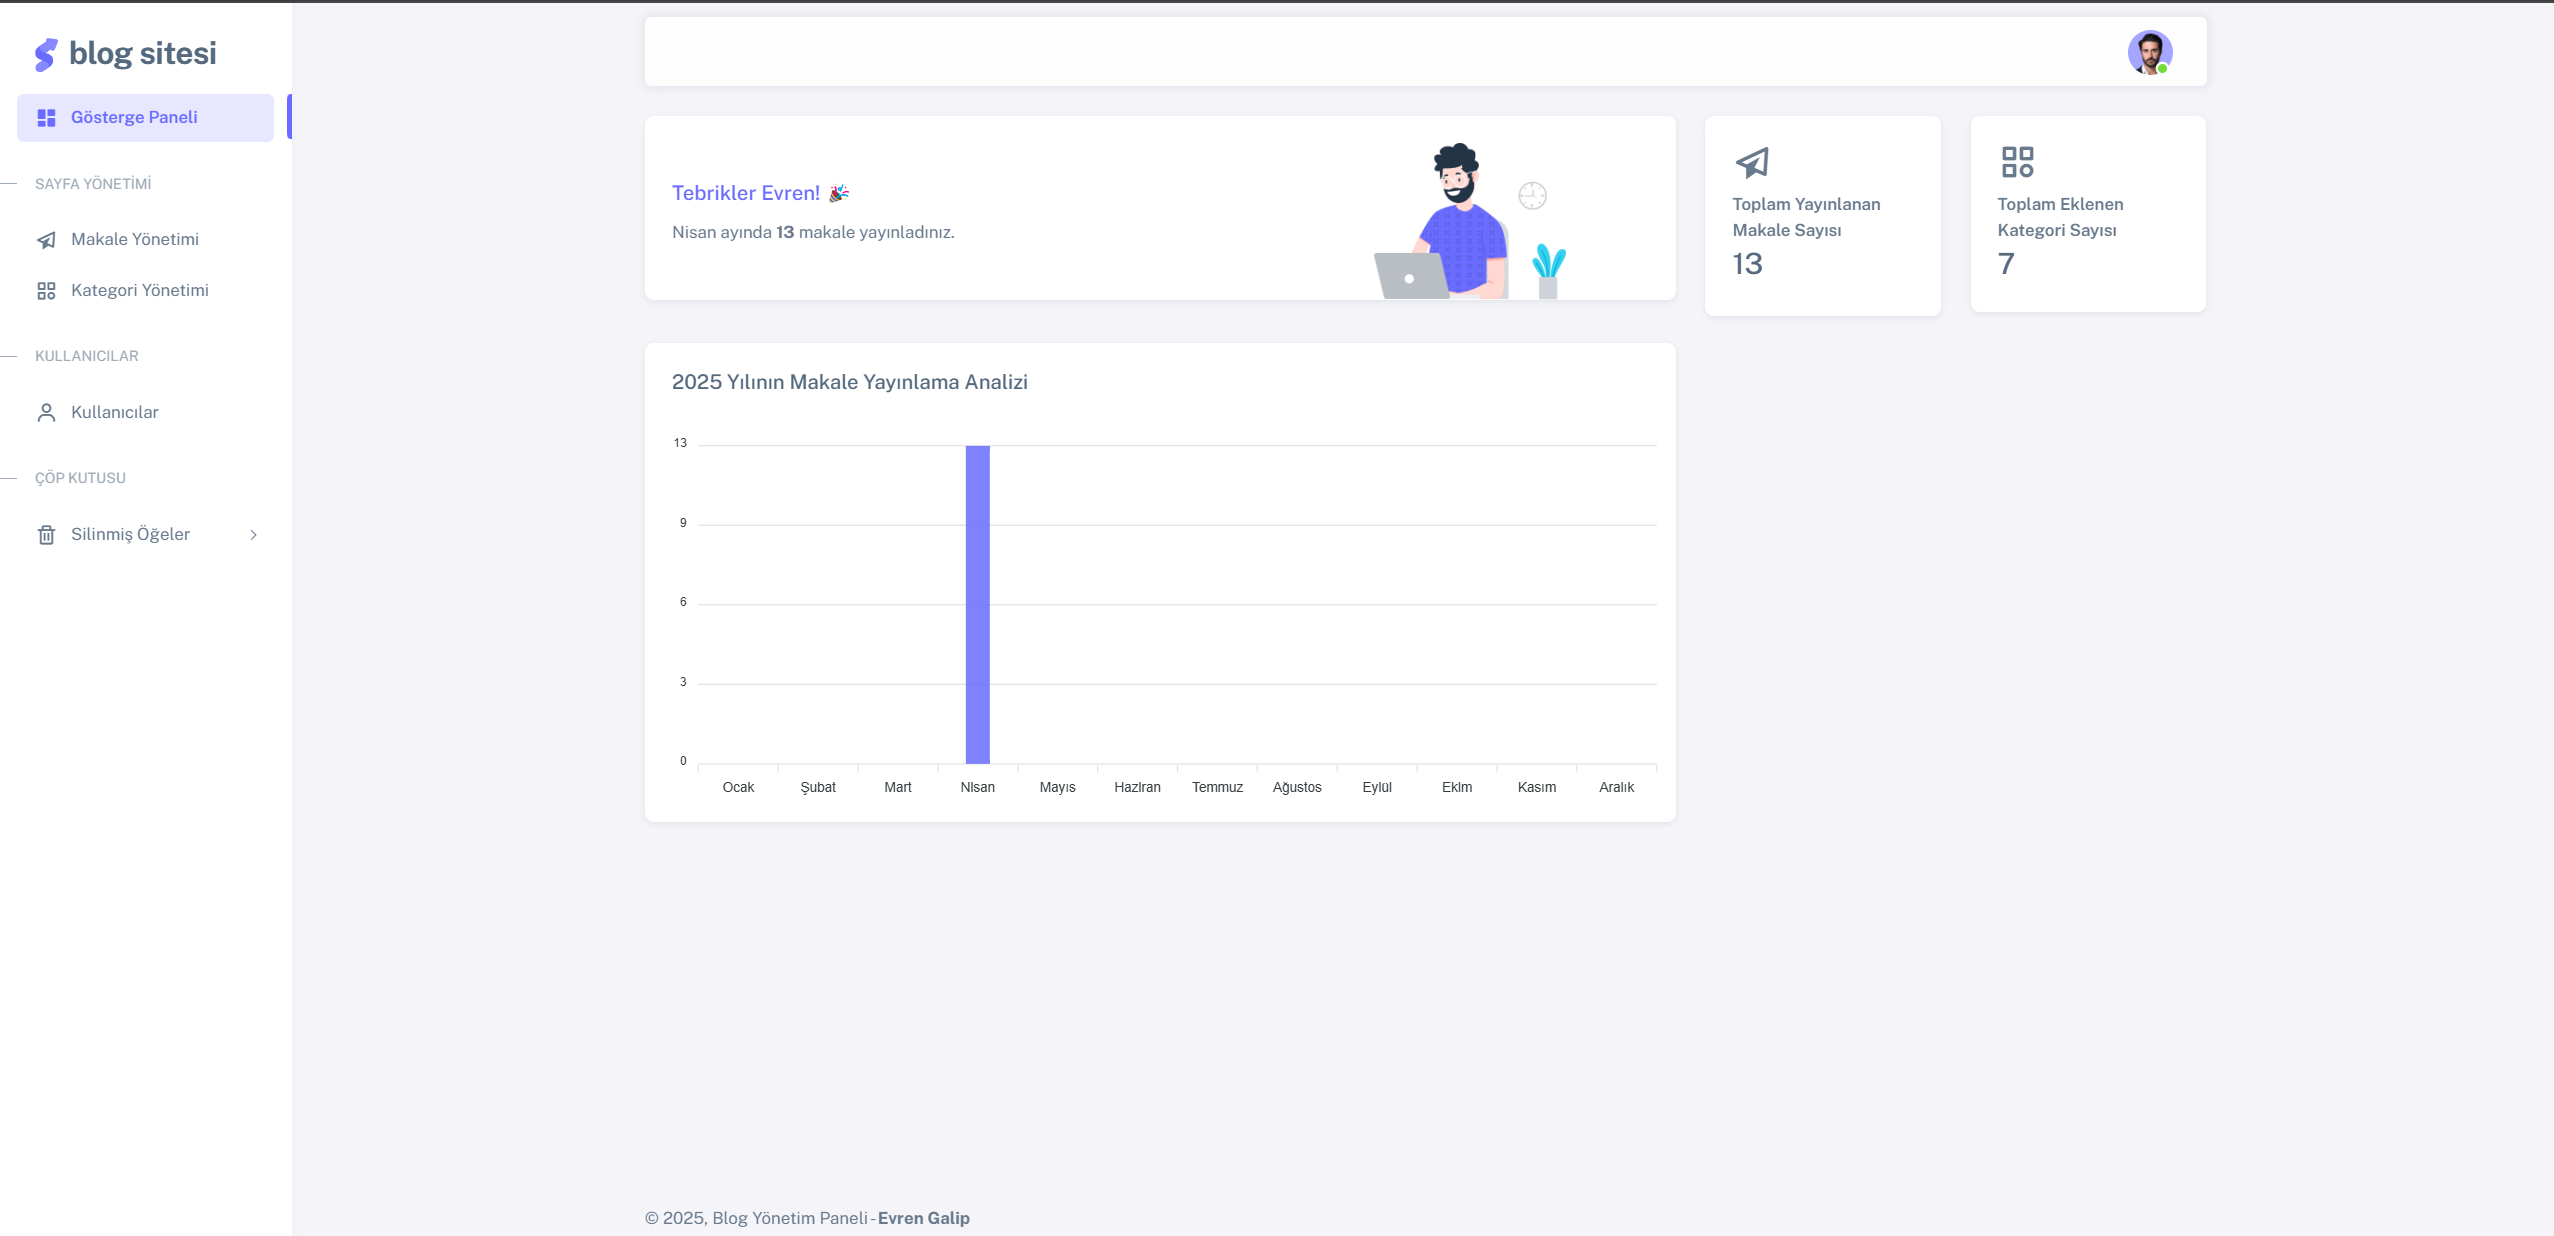 blog sitesi
Gösterge Paneli
SAYFA YÖNETİMİ
Makale Yönetimi
Kategori Yönetimi
KULLANICILAR
Kullanıcılar
ÇÖP KUTUSU
Silinmiş Öğeler
Tebrikler Evren! 🎉
Nisan ayında 13 makale yayınladınız.
Toplam Yayınlanan
Makale Sayısı
13
Toplam Eklenen
Kategori Sayısı
7
2025 Yılının Makale Yayınlama Analizi
13
9
6
3
0
Ocak Şubat Mart Nisan Mayıs Haziran Temmuz Ağustos Eylül Ekim Kasım Aralık
© 2025, Blog Yönetim Paneli - Evren Galip